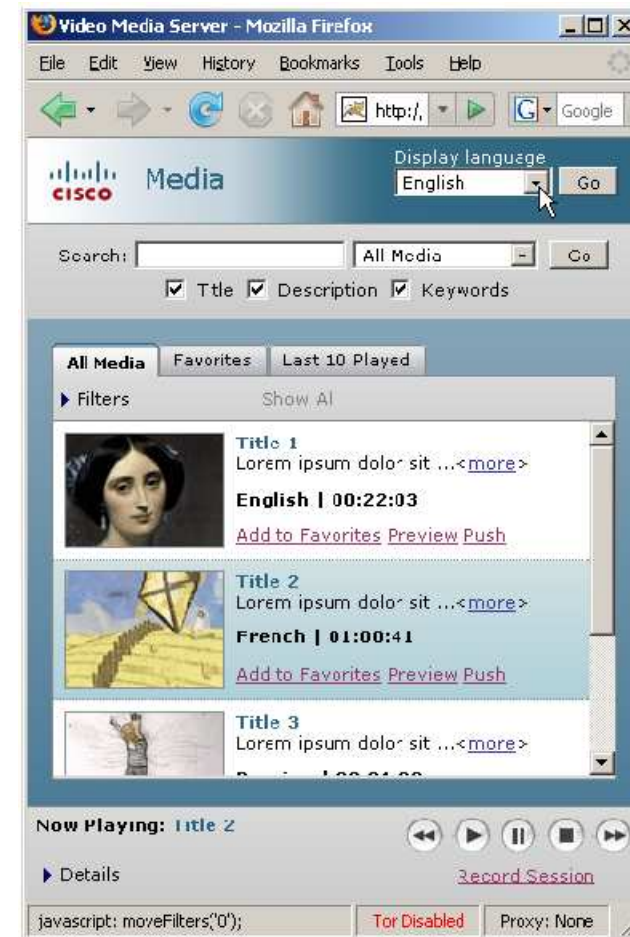 Video Media Server - Mozilla Firefox
File Edit View History Bookmarks Tools Help
http:/, G Google
CISCO Media
Display language
English Go
Search: All Media Go
Title Description Keywords
All Media Favorites Last 10 Played
Filters Show Al
Title 1
Lorem ipsum dolor sit ...<more>
English | 00:22:03
Add to Favorites Preview Push
Title 2
Lorem ipsum dolor sit ...<more>
French | 01:00:41
Add to Favorites Preview Push
Title 3
Lorem ipsum dolor sit ...<more>
Now Playing: Title 2
Details Record Session
javascript: moveFilters('0'); Tor Disabled Proxy: None